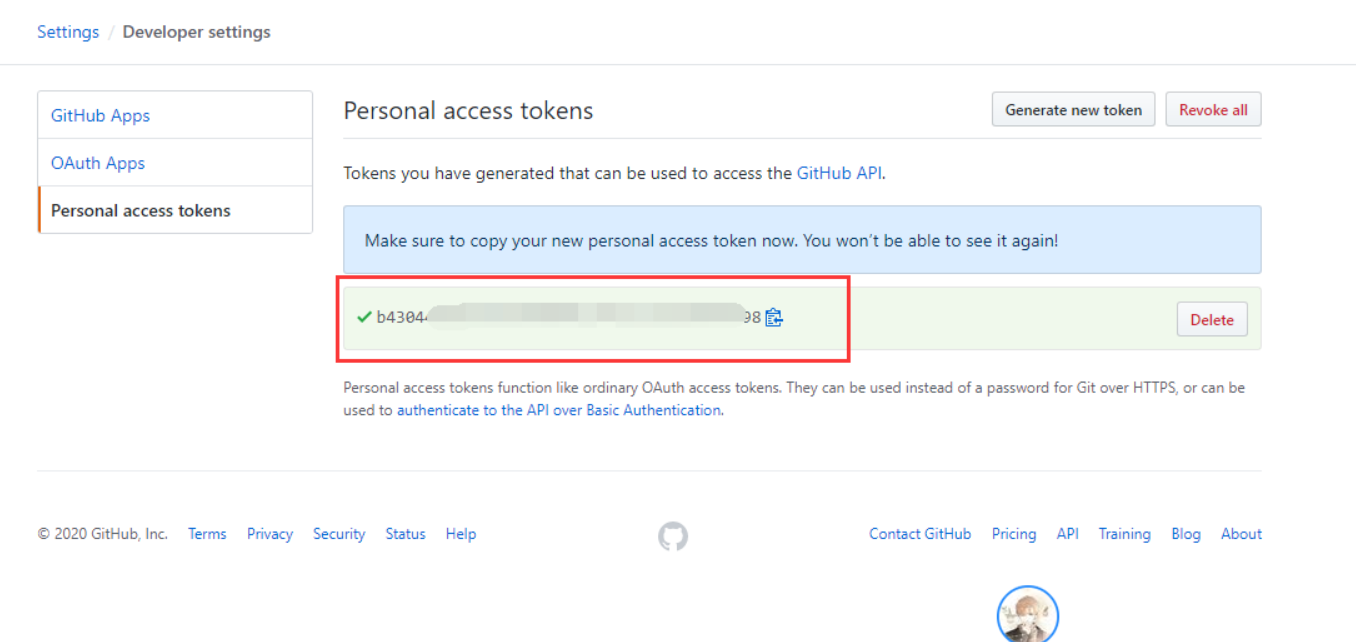 Settings / Developer settings
GitHub Apps
OAuth Apps
Personal access tokens
Personal access tokens
Generate new token
Revoke all
Tokens you have generated that can be used to access the GitHub API.
Make sure to copy your new personal access token now. You won't be able to see it again!
b4304 98
Delete
Personal access tokens function like ordinary OAuth access tokens. They can be used instead of a password for Git over HTTPS, or can be
used to authenticate to the API over Basic Authentication.
© 2020 GitHub, Inc. Terms Privacy Security Status Help
Contact GitHub Pricing API Training Blog About